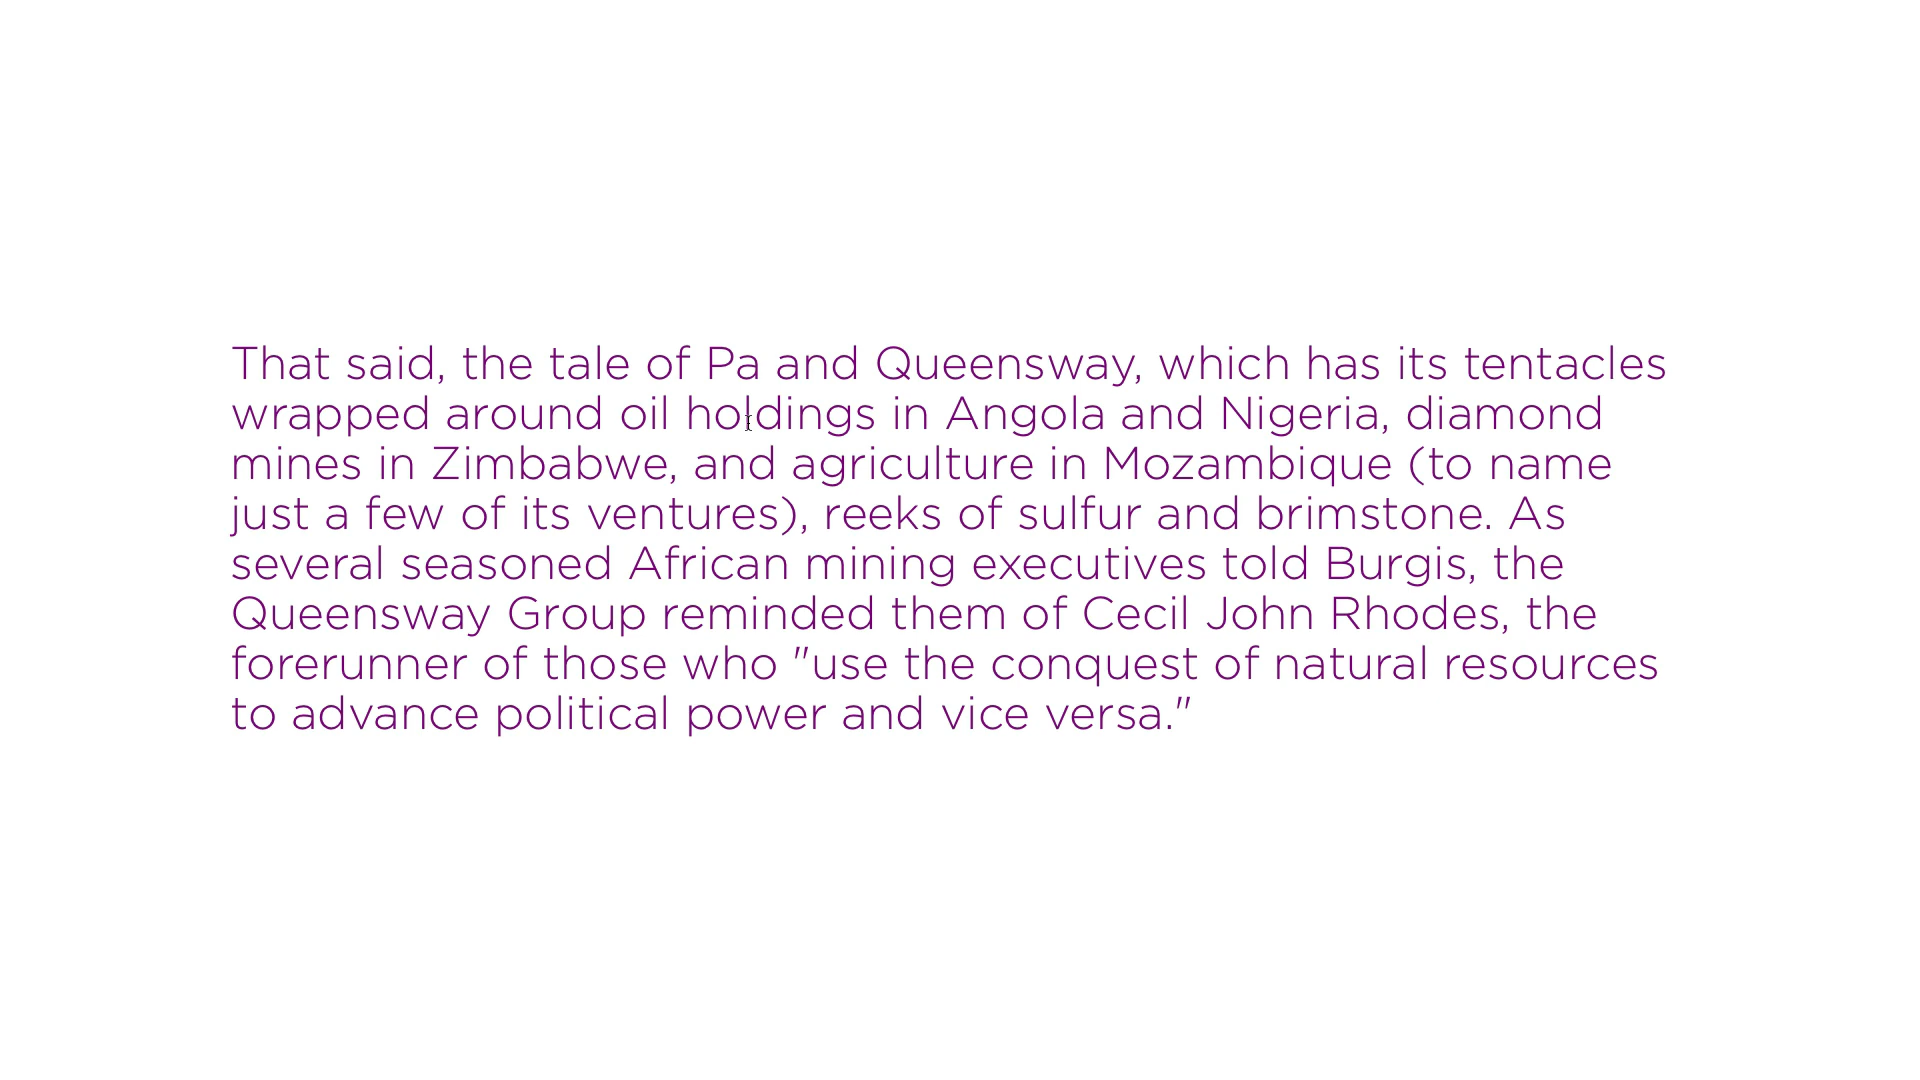 That said, the tale of Pa and Queensway, which has its tentacles
wrapped around oil holdings in Angola and Nigeria, diamond
mines in Zimbabwe, and agriculture in Mozambique (to name
just a few of its ventures), reeks of sulfur and brimstone. As
several seasoned African mining executives told Burgis, the
Queensway Group reminded them of Cecil John Rhodes, the
forerunner of those who "use the conquest of natural resources
to advance political power and vice versa."